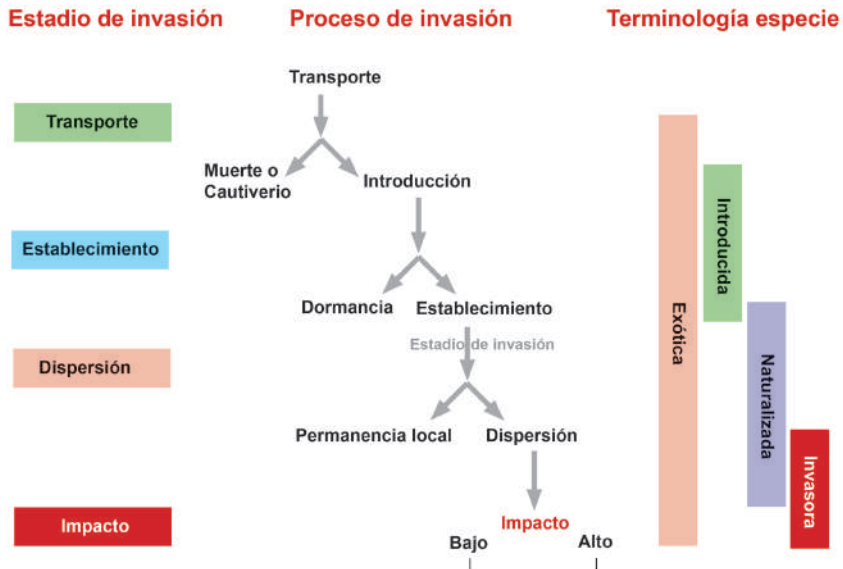 Estadio de invasión
Proceso de invasión
Terminología especie
Transporte
Transporte
Muerte o
Cautiverio
Introducción
Introducida
Establecimiento
Dormancia
Establecimiento
Exótica
Estadio de invasión
Dispersión
Naturalizada
Permanencia local
Dispersión
Invasora
Impacto
Impacto
Bajo
Alto